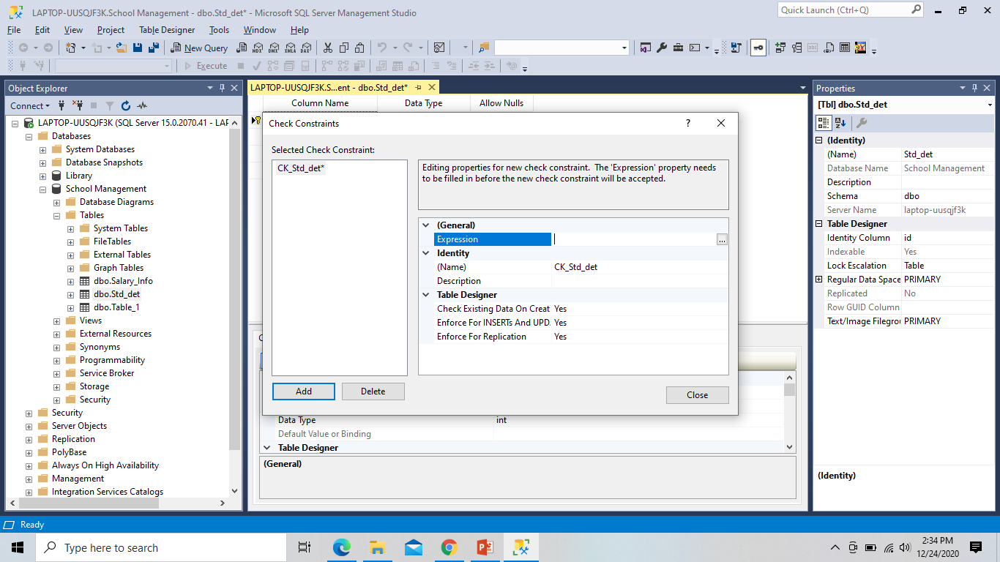 LAPTOP-UUSQJF3K.School Management - dbo.Std_det* - Microsoft SQL Server Management Studio
Quick Launch (Ctrl+Q)
File Edit View Project Table Designer Tools Window Help
New Query
MDX DMX XMLA DAX
Execute
Object Explorer
Connect
LAPTOP-UUSQJF3K (SQL Server 15.0.2070.41 - LAF
Databases
System Databases
Database Snapshots
Library
School Management
Database Diagrams
Tables
System Tables
FileTables
External Tables
Graph Tables
dbo.Salary_Info
dbo.Std_det
dbo.Table_1
Views
External Resources
Synonyms
Programmability
Service Broker
Storage
Security
Security
Server Objects
Replication
PolyBase
Always On High Availability
Management
Integration Services Catalogs
LAPTOP-UUSQJF3K.S...ent - dbo.Std_det*
Column Name Data Type Allow Nulls
Check Constraints
?
Selected Check Constraint:
CK_Std_det*
Editing properties for new check constraint. The 'Expression' property needs
to be filled in before the new check constraint will be accepted.
(General)
Expression ...
Identity
(Name) CK_Std_det
Description
Table Designer
Check Existing Data On Creat Yes
Enforce For INSERTs And UPD. Yes
Enforce For Replication Yes
Add Delete
Close
Data Type int
Default Value or Binding
Table Designer
(General)
Properties
[Tbl] dbo.Std_det
(Identity)
(Name) Std_det
Database Name School Management
Description
Schema dbo
Server Name laptop-uusqjf3k
Table Designer
Identity Column id
Indexable Yes
Lock Escalation Table
Regular Data Space PRIMARY
Replicated No
Row GUID Column
Text/Image Filegrou PRIMARY
(Identity)
Ready
Type here to search
2:34 PM
12/24/2020